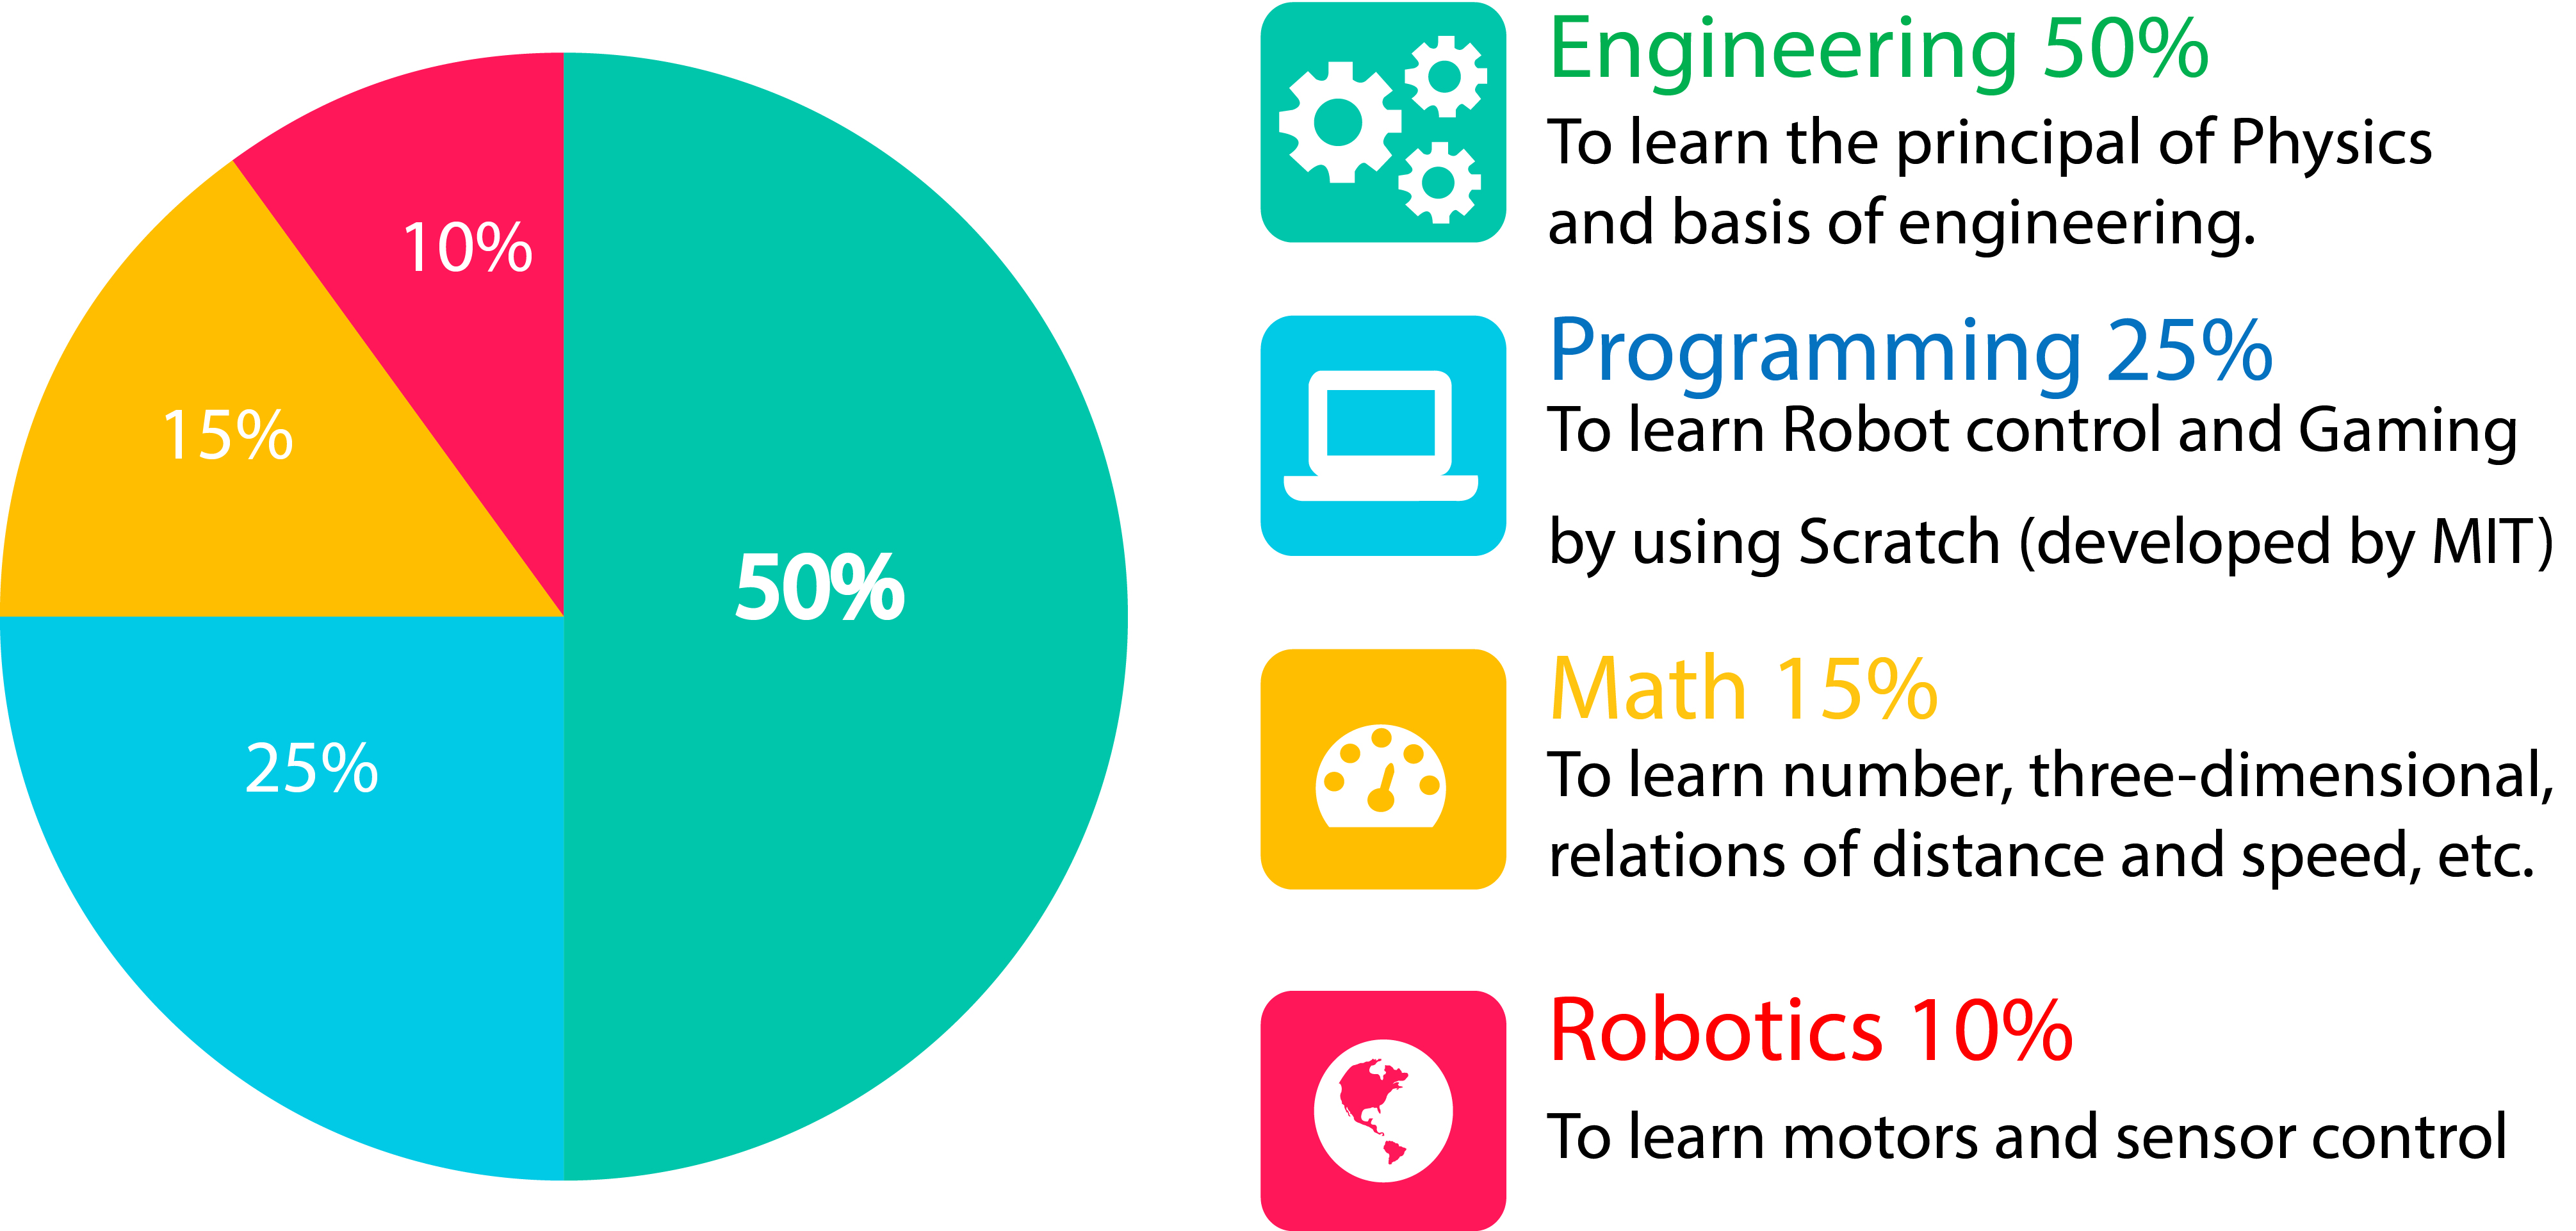 10%
15%
50%
25%
Engineering 50%
To learn the principal of Physics
and basis of engineering.
Programming 25%
To learn Robot control and Gaming
by using Scratch (developed by MIT)
Math 15%
To learn number, three-dimensional,
relations of distance and speed, etc.
Robotics 10%
To learn motors and sensor control